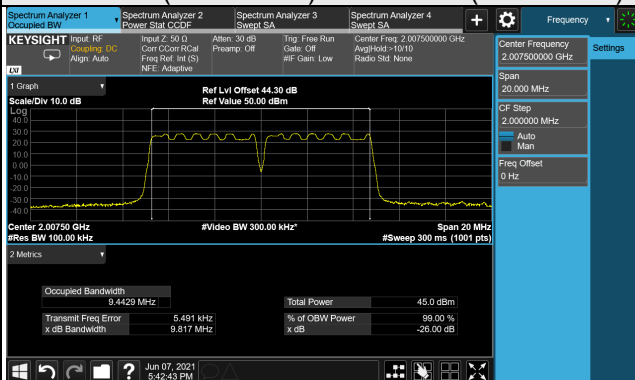 Spectrum Analyzer 1
Occupied BW
Spectrum Analyzer 2
Power Stat CCDF
Spectrum Analyzer 3
Swept SA
Spectrum Analyzer 4
Swept SA
+
Frequency
KEYSIGHT
Input: RF
Coupling: DC
Align: Auto
Input Z: 50 Ω
Corr CCorr RCal
Freq Ref: Int (S)
NFE: Adaptive
Atten: 30 dB
Preamp: Off
Trig: Free Run
Gate: Off
#IF Gain: Low
Center Freq: 2.007500000 GHz
Avg|Hold:>10/10
Radio Std: None
LXI
Center Frequency
2.007500000 GHz
Settings
Span
20.000 MHz
CF Step
2.000000 MHz
Auto
Man
Freq Offset
0 Hz
1 Graph
Scale/Div 10.0 dB
Ref Lvl Offset 44.30 dB
Ref Value 50.00 dBm
Log
40.0
30.0
20.0
10.0
0.00
-10.0
-20.0
-30.0
-40.0
Center 2.00750 GHz
#Res BW 100.00 kHz
#Video BW 300.00 kHz*
Span 20 MHz
#Sweep 300 ms (1001 pts)
2 Metrics
Occupied Bandwidth
9.4429 MHz
Total Power 45.0 dBm
Transmit Freq Error 5.491 kHz
% of OBW Power 99.00 %
x dB Bandwidth 9.817 MHz
x dB -26.00 dB
?
Jun 07, 2021
5:42:43 PM